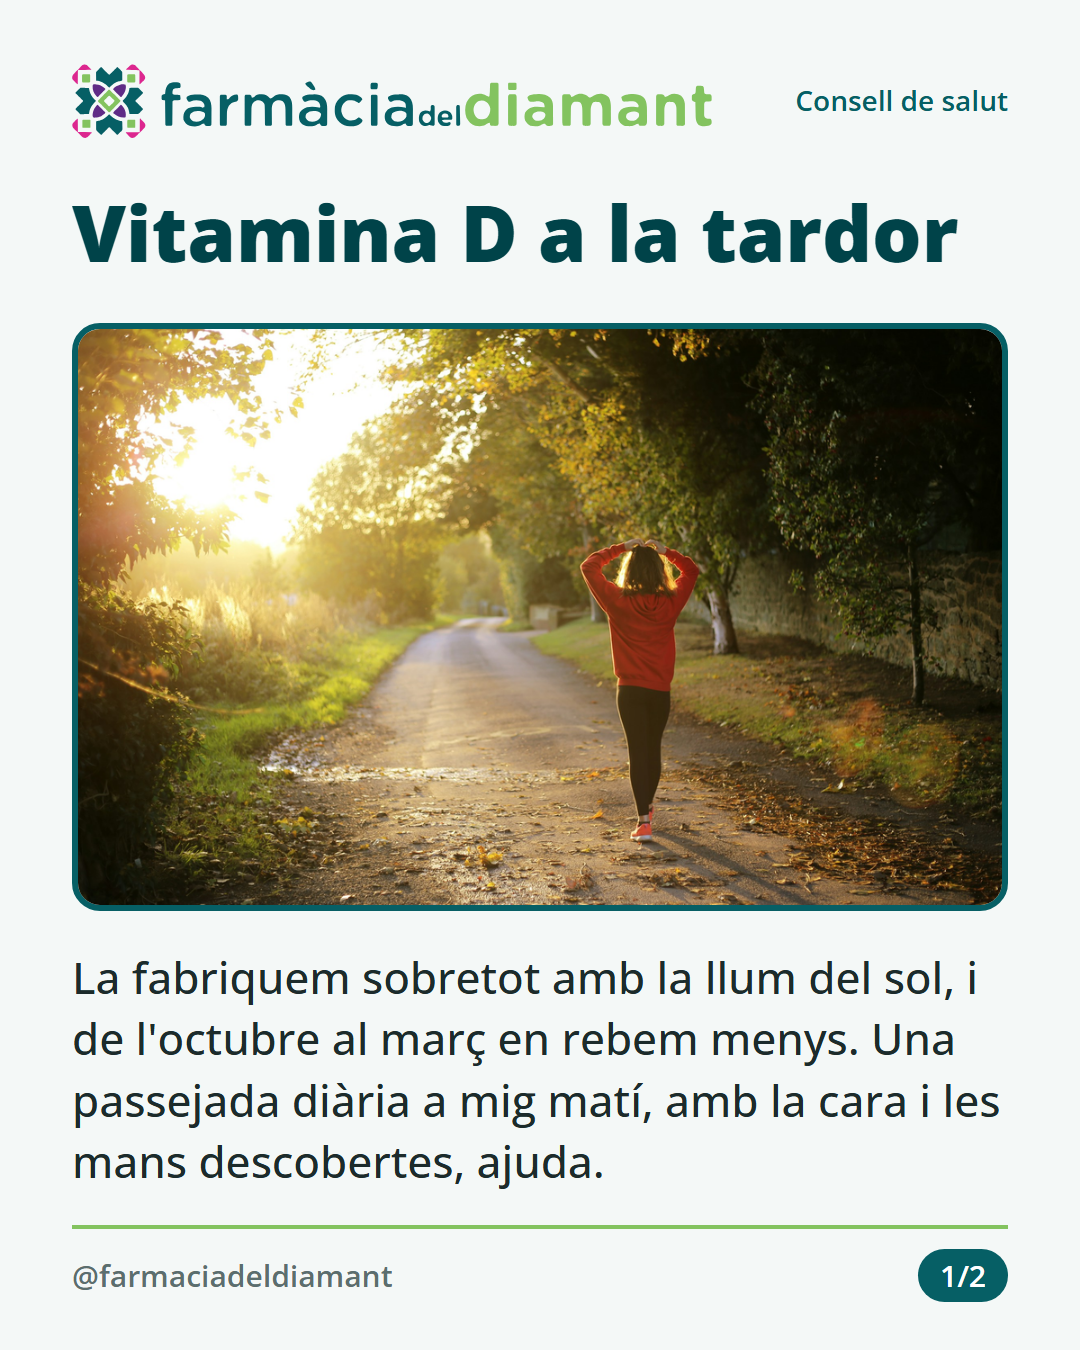 farmàciadeldiamant
Consell de salut
Vitamina D a la tardor
La fabriquem sobretot amb la llum del sol, i
de l'octubre al març en rebem menys. Una
passejada diària a mig matí, amb la cara i les
mans descobertes, ajuda.
@farmaciadeldiamant
1/2